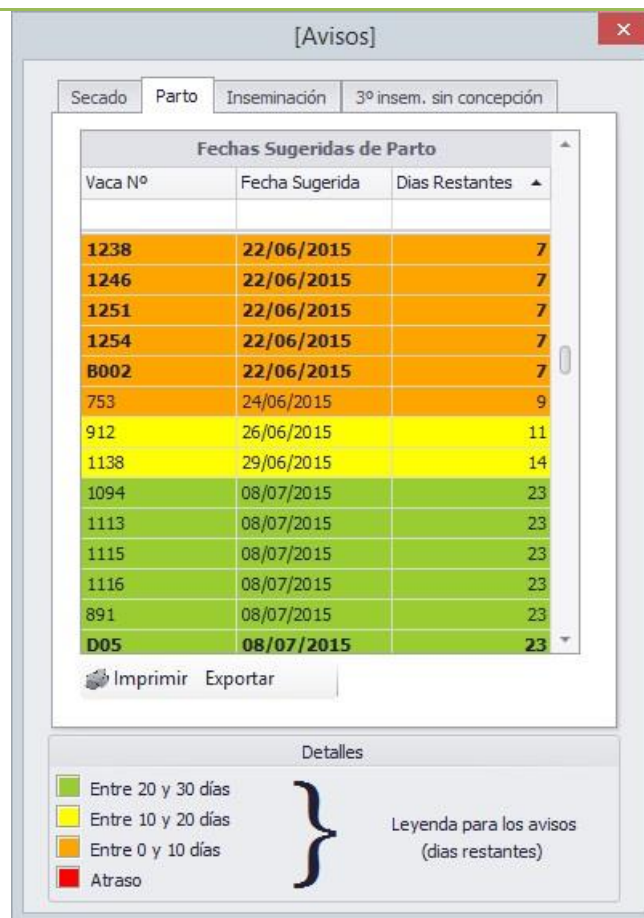 [Avisos]
Secado Parto Inseminación 3º insem. sin concepción
Fechas Sugeridas de Parto
Vaca Nº Fecha Sugerida Dias Restantes
1238 22/06/2015 7
1246 22/06/2015 7
1251 22/06/2015 7
1254 22/06/2015 7
B002 22/06/2015 7
753 24/06/2015 9
912 26/06/2015 11
1138 29/06/2015 14
1094 08/07/2015 23
1113 08/07/2015 23
1115 08/07/2015 23
1116 08/07/2015 23
891 08/07/2015 23
D05 08/07/2015 23
Imprimir Exportar
Detalles
Entre 20 y 30 días
Entre 10 y 20 días
Entre 0 y 10 días
Atraso
Leyenda para los avisos
(dias restantes)